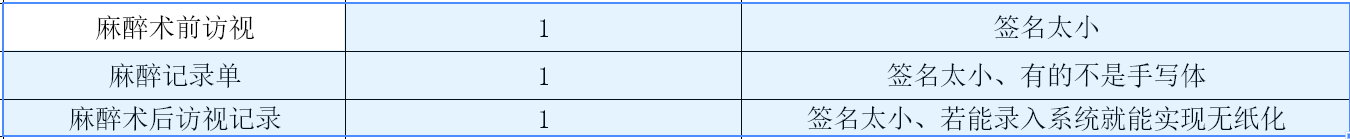 麻醉术前访视 1 签名太小
麻醉记录单 1 签名太小、有的不是手写体
麻醉术后访视记录 1 签名太小、若能录入系统就能实现无纸化